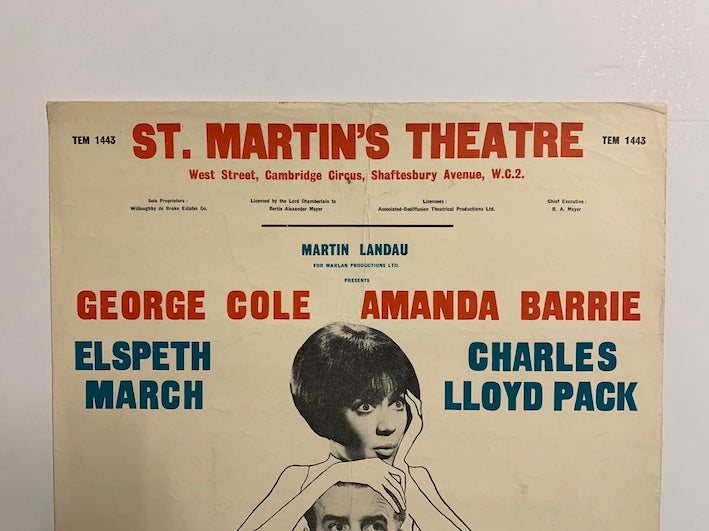 TEM 1443 ST. MARTIN'S THEATRE TEM 1443
West Street, Cambridge Circus, Shaftesbury Avenue, W.C.2.
Sole Proprietors : Licensed by the Lord Chamberlain to Licensees : Chief Executive :
Willoughby de Broke Estates Co. Bertie Alexander Meyer Associated-Rediffusion Theatrical Productions Ltd. B. A. Meyer
MARTIN LANDAU
FOR MARLAN PRODUCTIONS LTD.
PRESENTS
GEORGE COLE AMANDA BARRIE
ELSPETH CHARLES
MARCH LLOYD PACK